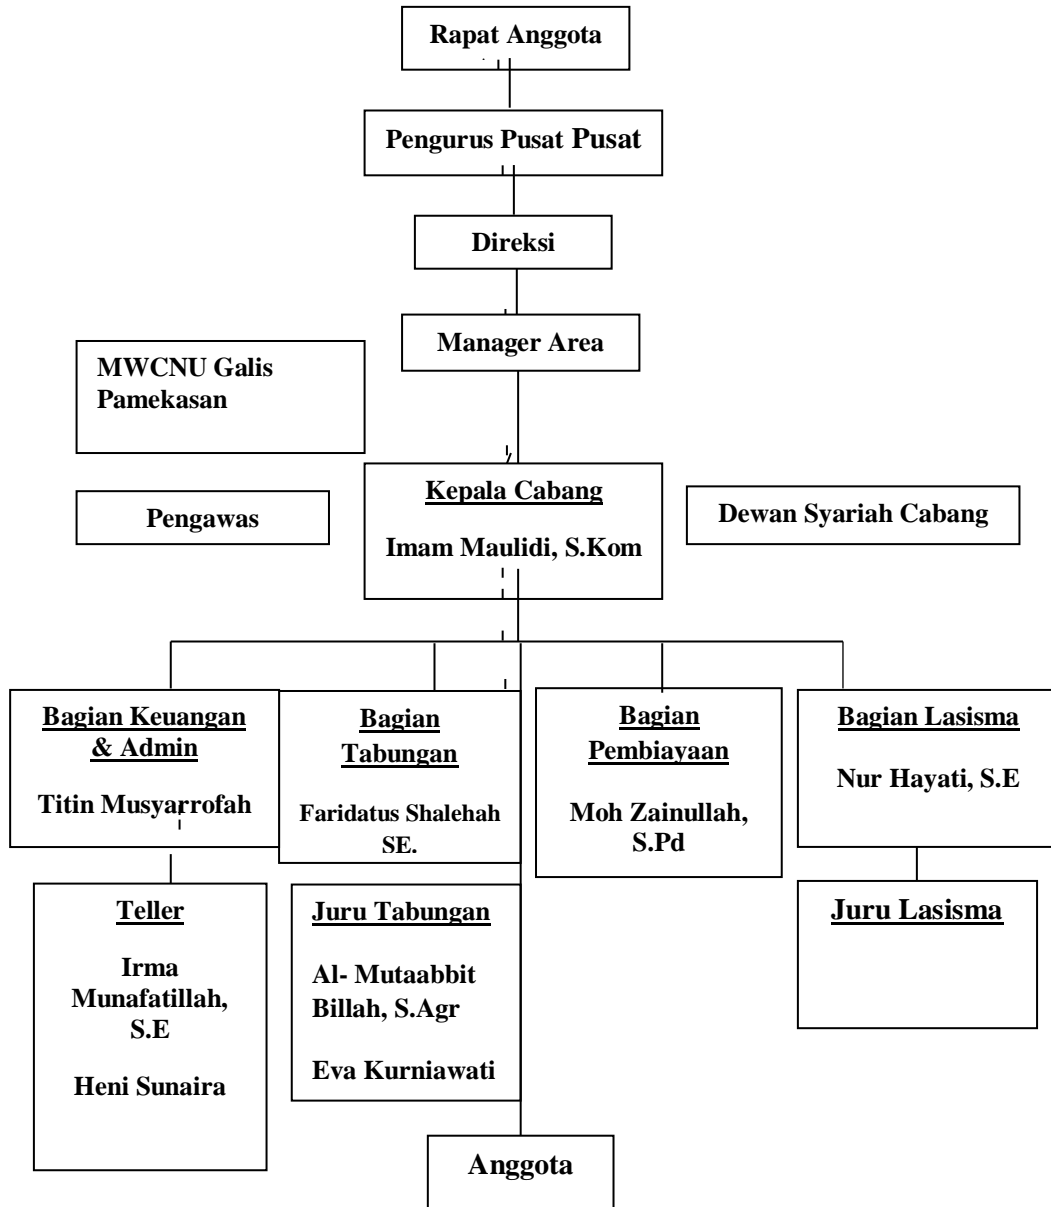 Rapat Anggota
Pengurus Pusat Pusat
Direksi
Manager Area
MWCNU Galis
Pamekasan
Kepala Cabang
Imam Maulidi, S.Kom
Pengawas
Dewan Syariah Cabang
Bagian Keuangan
& Admin
Titin Musyarrofah
Bagian
Tabungan
Faridatus Shalehah
SE.
Bagian
Pembiayaan
Moh Zainullah,
S.Pd
Bagian Lasisma
Nur Hayati, S.E
Teller
Irma
Munafatillah,
S.E
Heni Sunaira
Juru Tabungan
Al- Mutaabbit
Billah, S.Agr
Eva Kurniawati
Juru Lasisma
Anggota